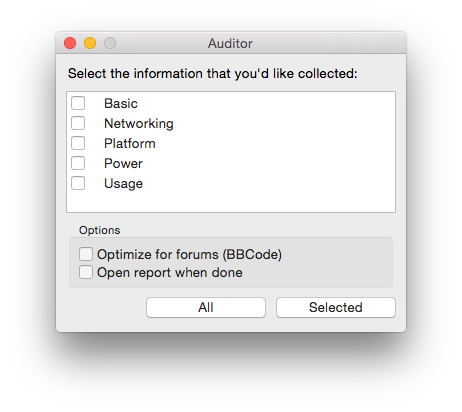 Auditor
Select the information that you'd like collected:
Basic
Networking
Platform
Power
Usage
Options
Optimize for forums (BBCode)
Open report when done
All Selected